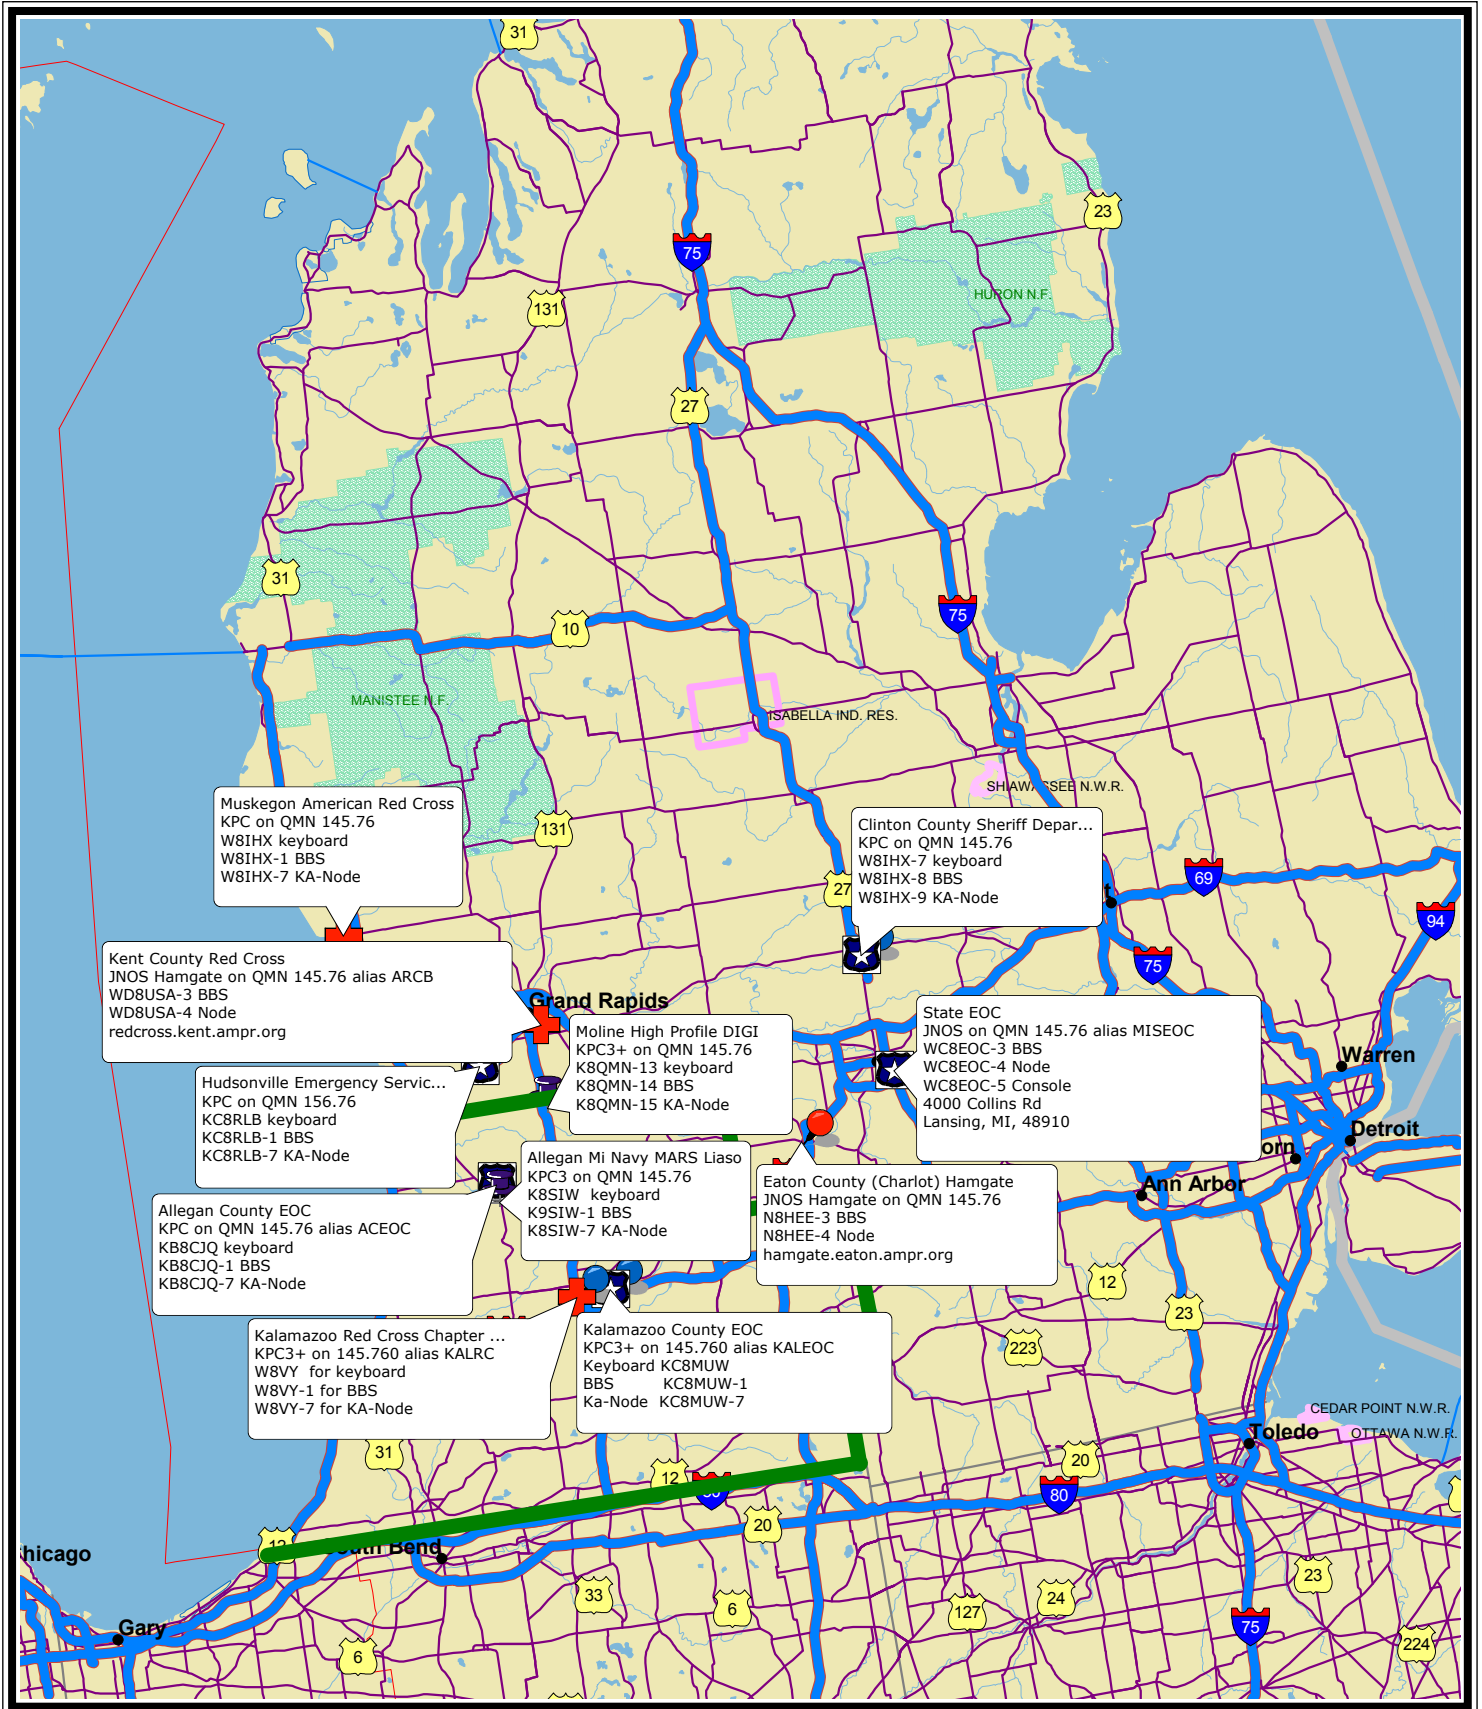 31
23
75
HURON N.F.
131
27
31
75
10
MANISTEE N.F.
ISABELLA IND. RES.
SHIAWASSEE N.W.R.
Muskegon American Red Cross
KPC on QMN 145.76
W8IHX keyboard
W8IHX-1 BBS
W8IHX-7 KA-Node
131
Clinton County Sheriff Depar...
KPC on QMN 145.76
W8IHX-7 keyboard
W8IHX-8 BBS
W8IHX-9 KA-Node
27
69
94
75
Kent County Red Cross
JNOS Hamgate on QMN 145.76 alias ARCB
WD8USA-3 BBS
WD8USA-4 Node
redcross.kent.ampr.org
Grand Rapids
Moline High Profile DIGI
KPC3+ on QMN 145.76
K8QMN-13 keyboard
K8QMN-14 BBS
K8QMN-15 KA-Node
State EOC
JNOS on QMN 145.76 alias MISEOC
WC8EOC-3 BBS
WC8EOC-4 Node
WC8EOC-5 Console
4000 Collins Rd
Lansing, MI, 48910
Warren
Detroit
orn
Ann Arbor
Hudsonville Emergency Servic...
KPC on QMN 156.76
KC8RLB keyboard
KC8RLB-1 BBS
KC8RLB-7 KA-Node
Allegan Mi Navy MARS Liaso
KPC3 on QMN 145.76
K8SIW  keyboard
K9SIW-1 BBS
K8SIW-7 KA-Node
Eaton County (Charlot) Hamgate
JNOS Hamgate on QMN 145.76
N8HEE-3 BBS
N8HEE-4 Node
hamgate.eaton.ampr.org
Allegan County EOC
KPC on QMN 145.76 alias ACEOC
KB8CJQ keyboard
KB8CJQ-1 BBS
KB8CJQ-7 KA-Node
12
23
223
Kalamazoo Red Cross Chapter ...
KPC3+ on 145.760 alias KALRC
W8VY  for keyboard
W8VY-1 for BBS
W8VY-7 for KA-Node
Kalamazoo County EOC
KPC3+ on 145.760 alias KALEOC
Keyboard KC8MUW
BBS        KC8MUW-1
Ka-Node  KC8MUW-7
CEDAR POINT N.W.R.
OTTAWA N.W.R.
Toledo
31
12
20
80
20
12
hicago
South Bend
33
6
127
24
23
75
224
Gary
6